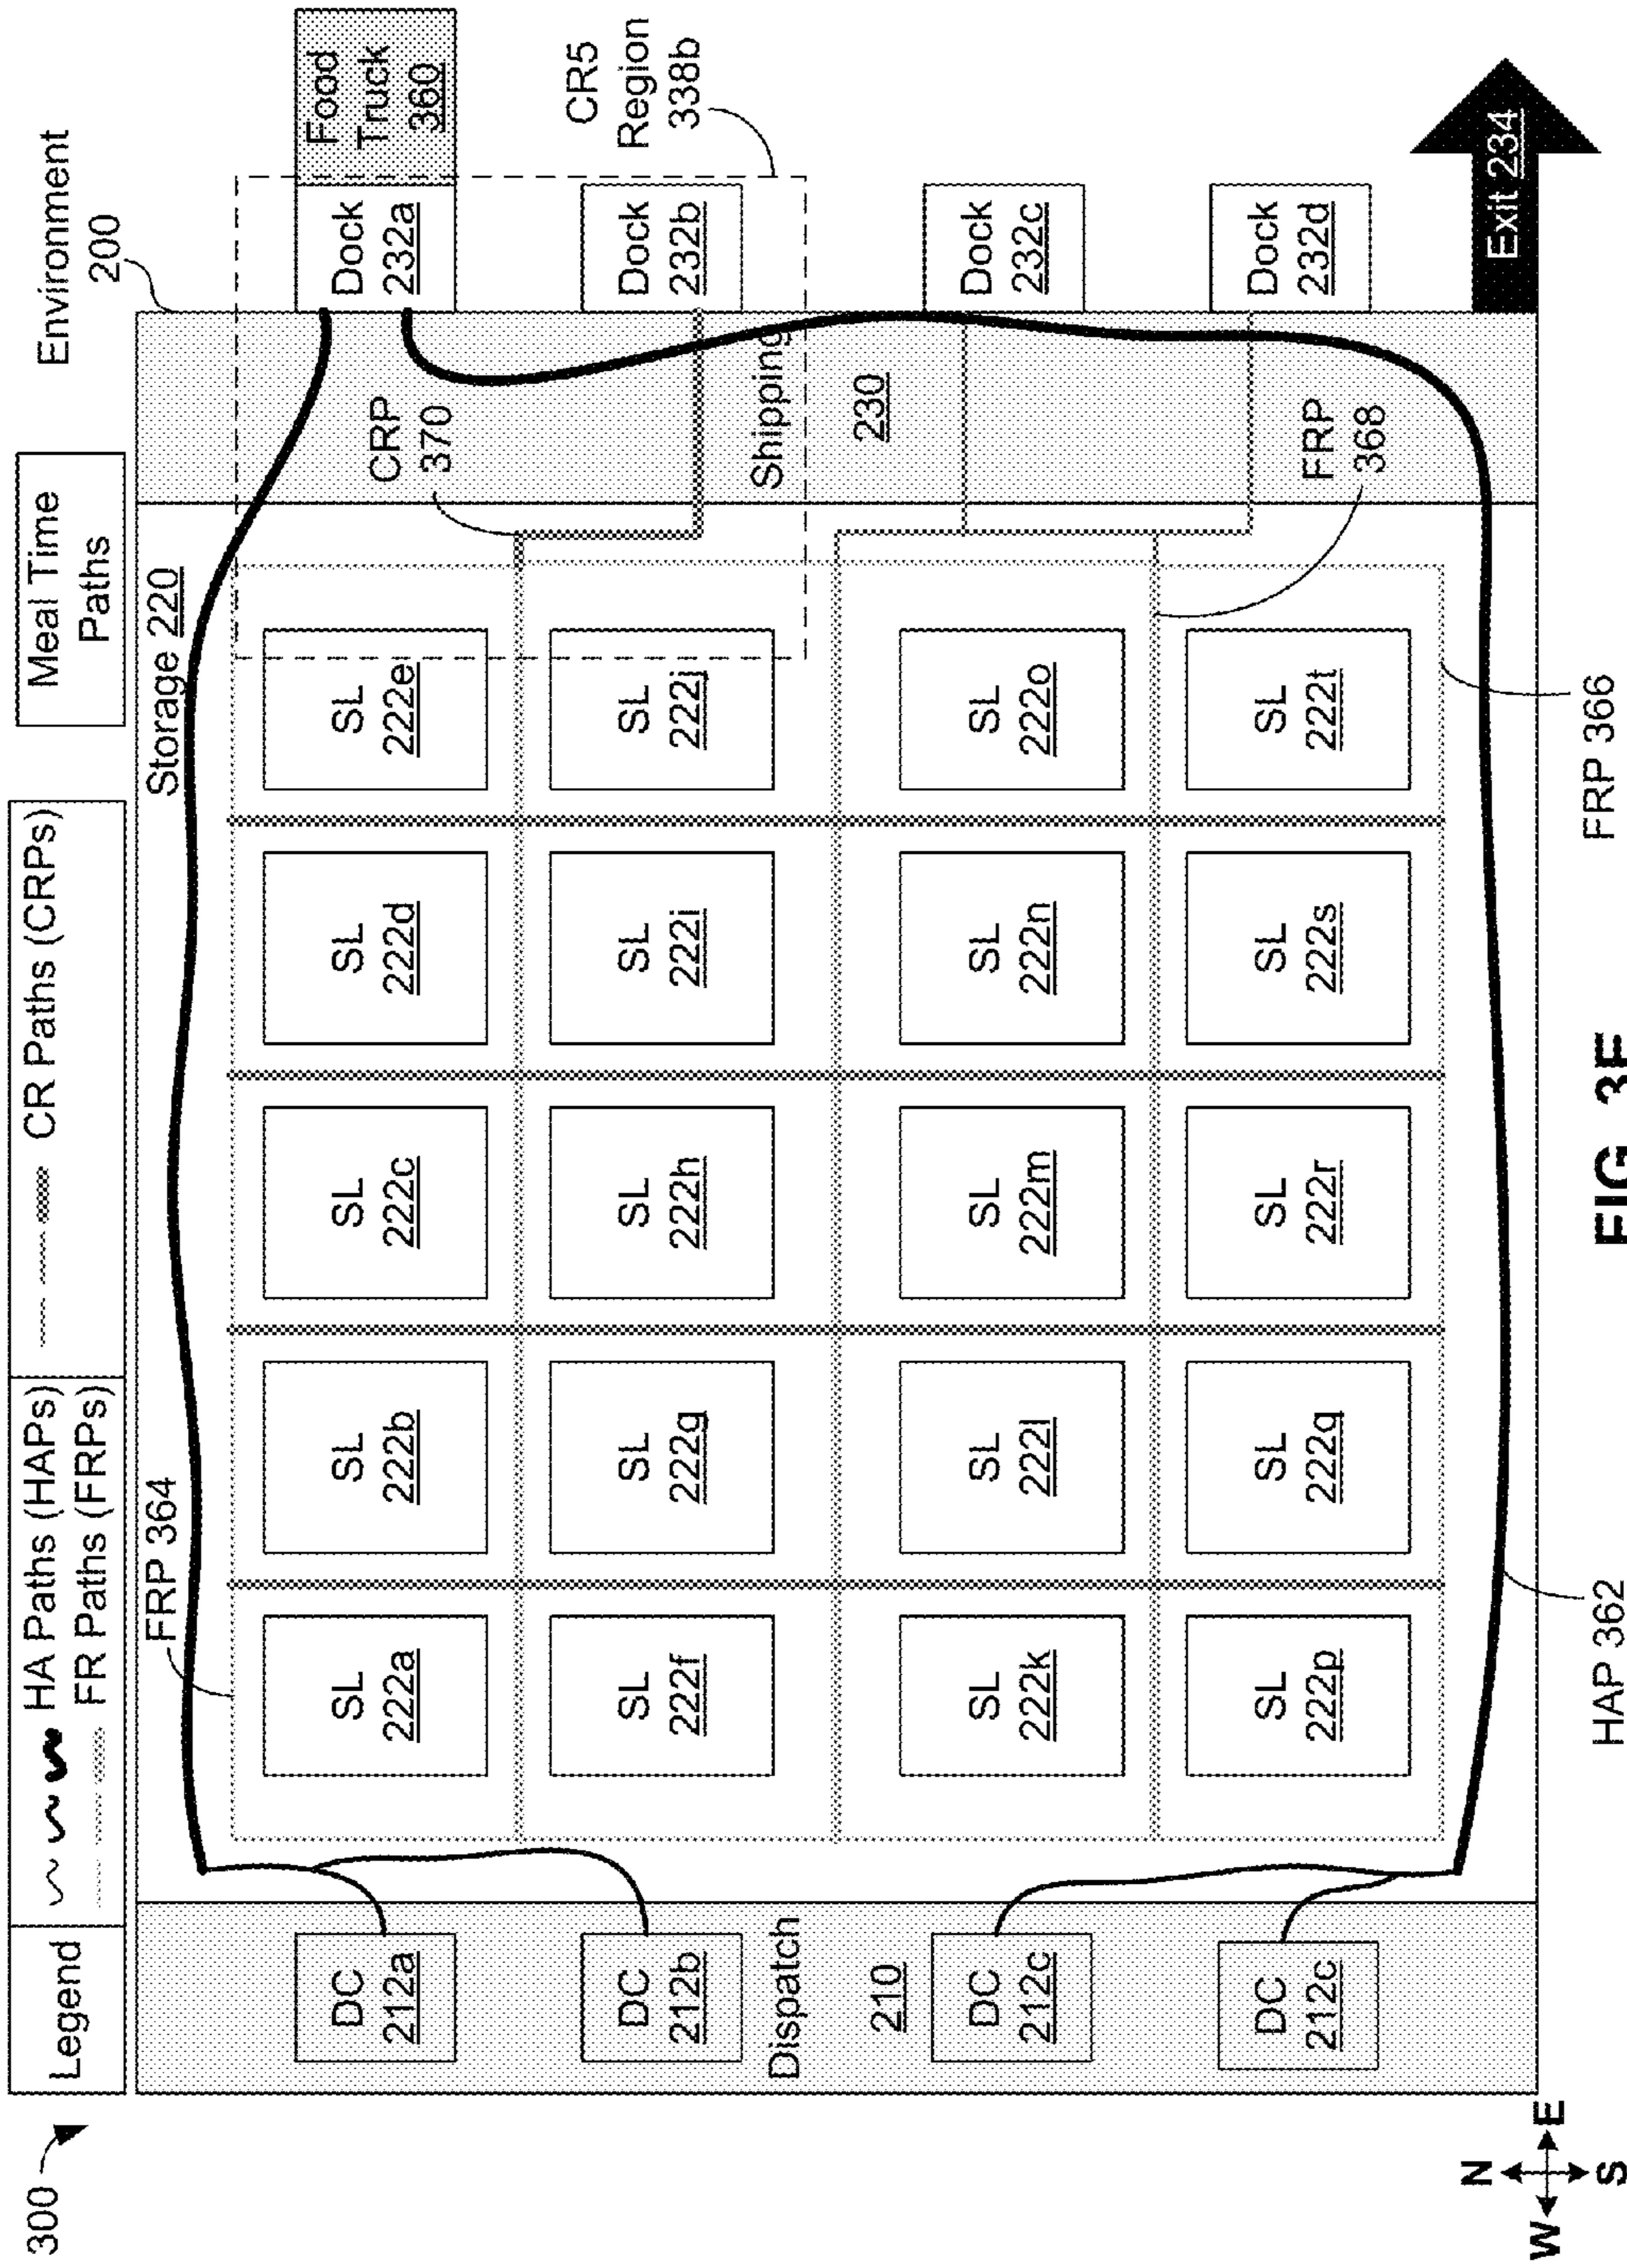 300
Legend
HA Paths (HAPs)
FR Paths (FRPs)
CR Paths (CRPs)
Meal Time
Paths
Environment
200
Storage 220
FRP 364
DC
212a
SL
222a
SL
222b
SL
222c
SL
222d
SL
222e
Dock
232a
Food
Truck
360
CRP
370
CR5
Region
338b
DC
212b
SL
222f
SL
222g
SL
222h
SL
222i
SL
222j
Dock
232b
Dispatch
210
Shipping
230
DC
212c
SL
222k
SL
222l
SL
222m
SL
222n
SL
222o
Dock
232c
DC
212c
SL
222p
SL
222q
SL
222r
SL
222s
SL
222t
FRP
368
Dock
232d
Exit 234
N
W E
S
HAP 362
FRP 366
FIG